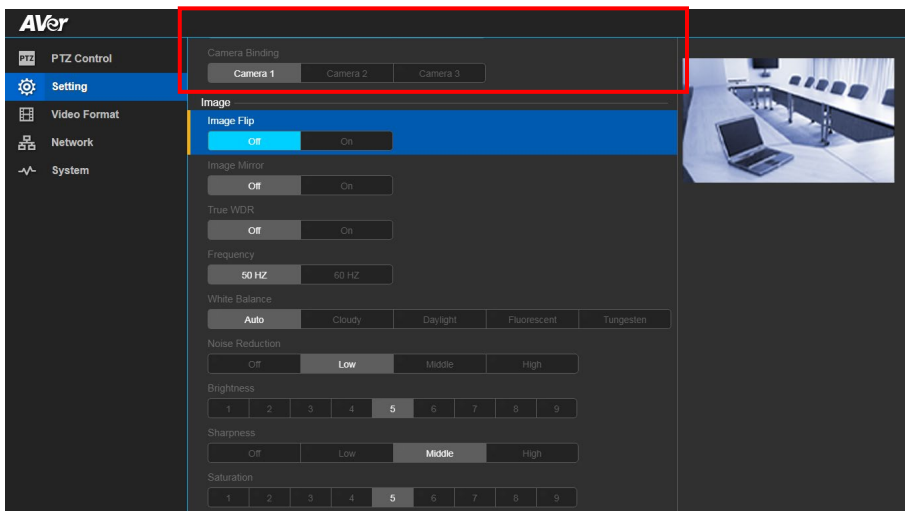 AVer
PTZ PTZ Control
Setting
Video Format
Network
System
Camera Binding
Camera 1 Camera 2 Camera 3
Image
Image Flip
Off On
Image Mirror
Off On
True WDR
Off On
Frequency
50 HZ 60 HZ
White Balance
Auto Cloudy Daylight Fluorescent Tungesten
Noise Reduction
Off Low Middle High
Brightness
1 2 3 4 5 6 7 8 9
Sharpness
Off Low Middle High
Saturation
1 2 3 4 5 6 7 8 9